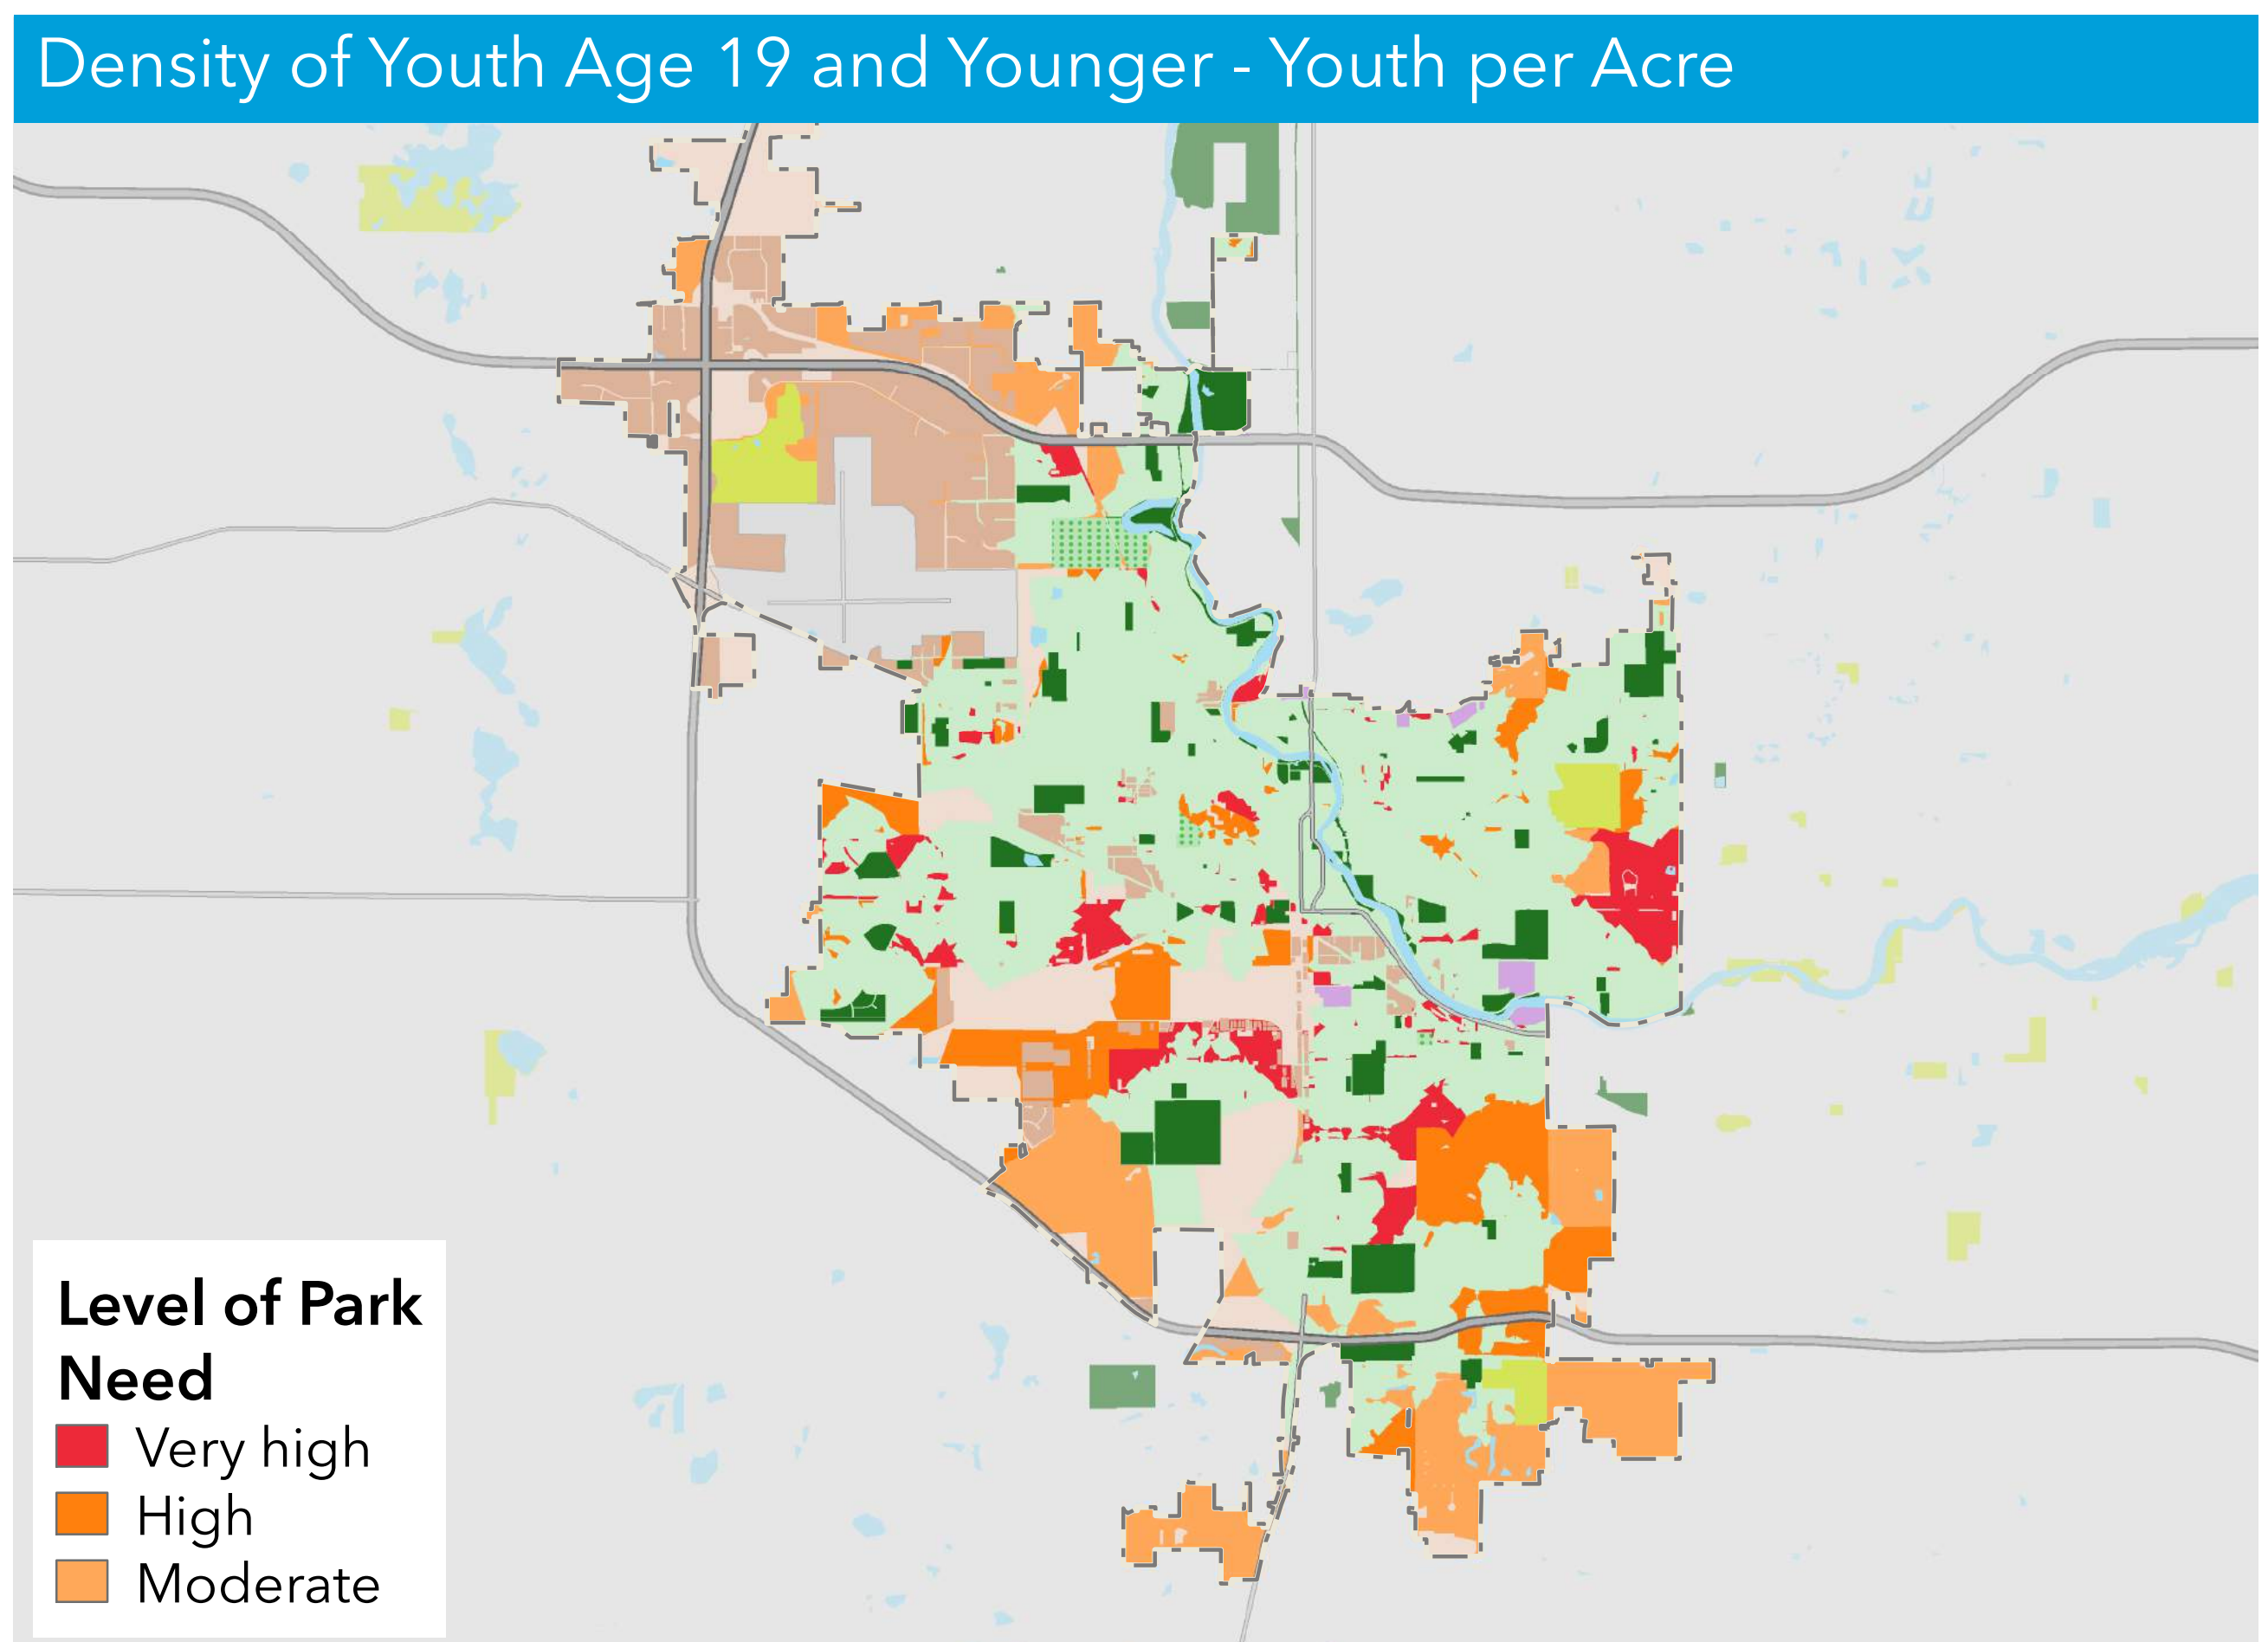 Density of Youth Age 19 and Younger - Youth per Acre
Level of Park
Need
Very high
High
Moderate